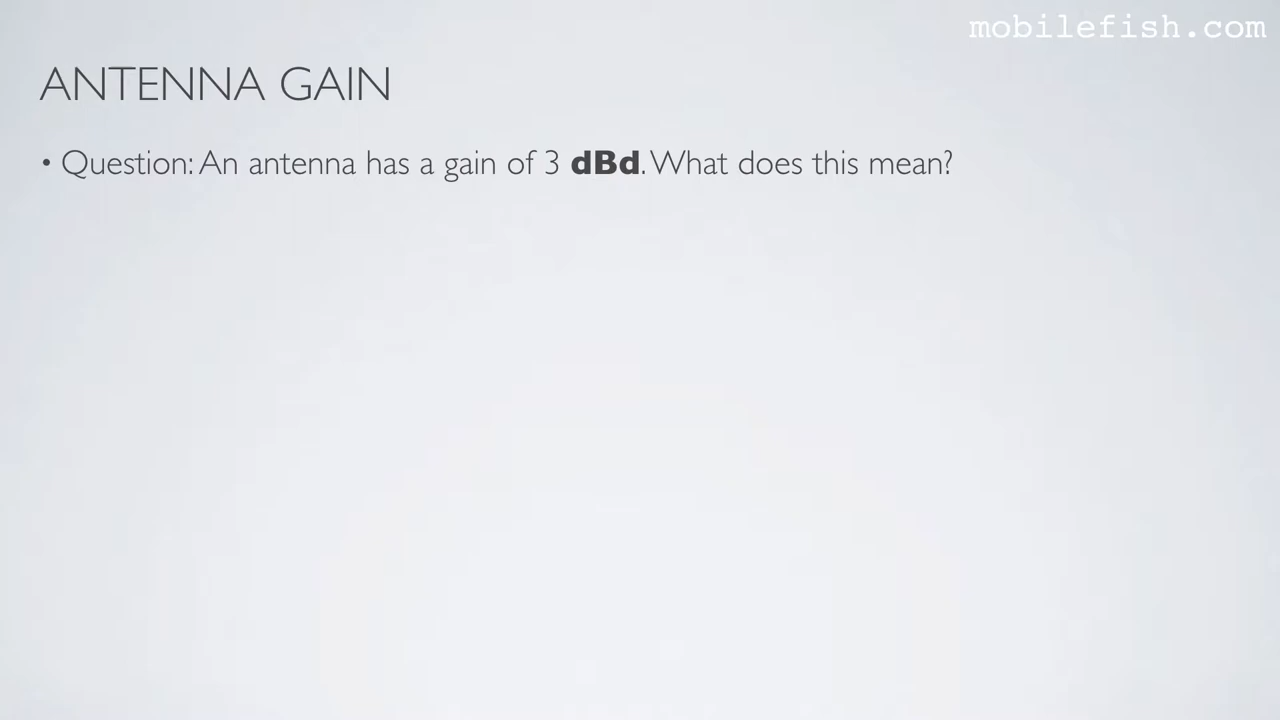 mobilefish.com
ANTENNA GAIN
• Question: An antenna has a gain of 3 dBd. What does this mean?